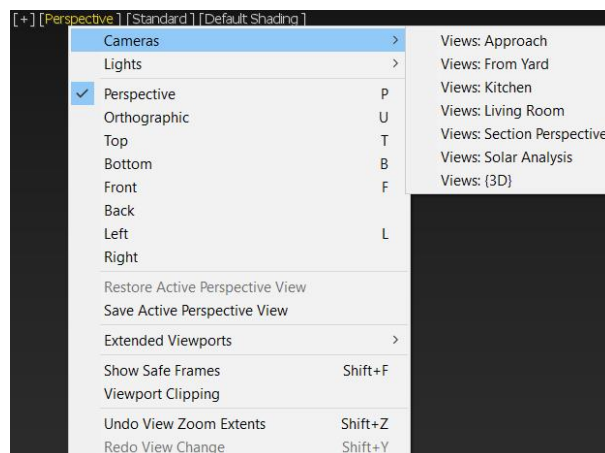 [+] [Perspective ] [Standard ] [Default Shading ]
Cameras >
Lights >
Perspective P
Orthographic U
Top T
Bottom B
Front F
Back
Left L
Right
Restore Active Perspective View
Save Active Perspective View
Extended Viewports >
Show Safe Frames Shift+F
Viewport Clipping
Undo View Zoom Extents Shift+Z
Redo View Change Shift+Y
Views: Approach
Views: From Yard
Views: Kitchen
Views: Living Room
Views: Section Perspective
Views: Solar Analysis
Views: {3D}